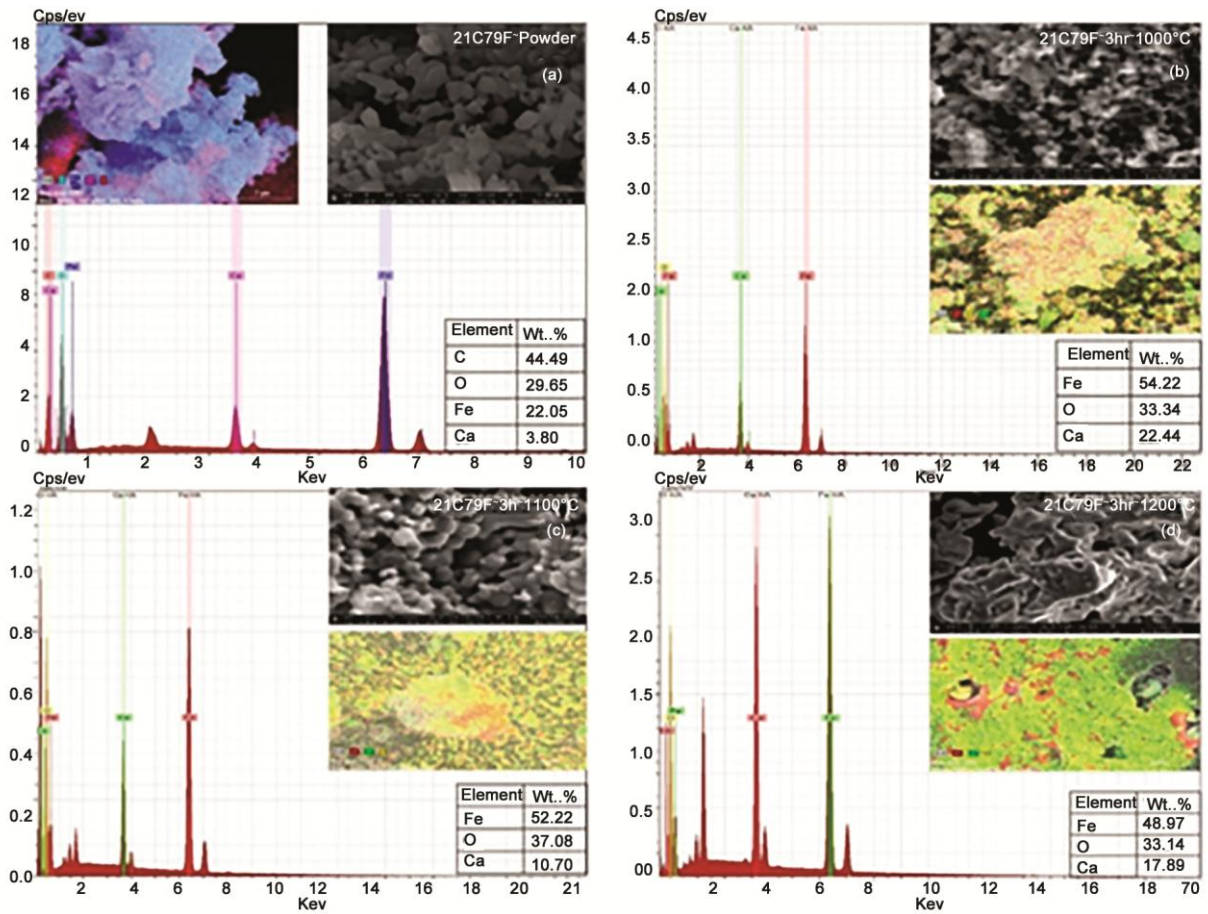 Cps/ev
21C79F~Powder
(a)
18
16
14
12
10
8
4
2
0
Ca
Element Wt..%
C 44.49
O 29.65
Fe 22.05
Ca 3.80
1 2 3 4 5 6 7 8 9 10
Kev
Cps/ev
21C79F~3hr~1000°C
(b)
4.5
4.0
3.5
3.0
2.5
2.0
1.0
0.5
0.0
Element Wt..%
Fe 54.22
O 33.34
Ca 22.44
2 4 6 8 10 12 14 16 18 20 22
Kev
Cps/ev
21C79F~3h~1100°C
(c)
1.2
1.0
0.8
0.6
0.4
0.2
0.0
Element Wt..%
Fe 52.22
O 37.08
Ca 10.70
2 4 6 8 10 12 14 16 18 20 21
Kev
Cps/ev
21C79F~3hr~1200°C
(d)
3.0
2.5
2.0
1.5
1.0
0.5
00
Element Wt..%
Fe 48.97
O 33.14
Ca 17.89
2 4 6 8 10 12 14 16 18 70
Kev